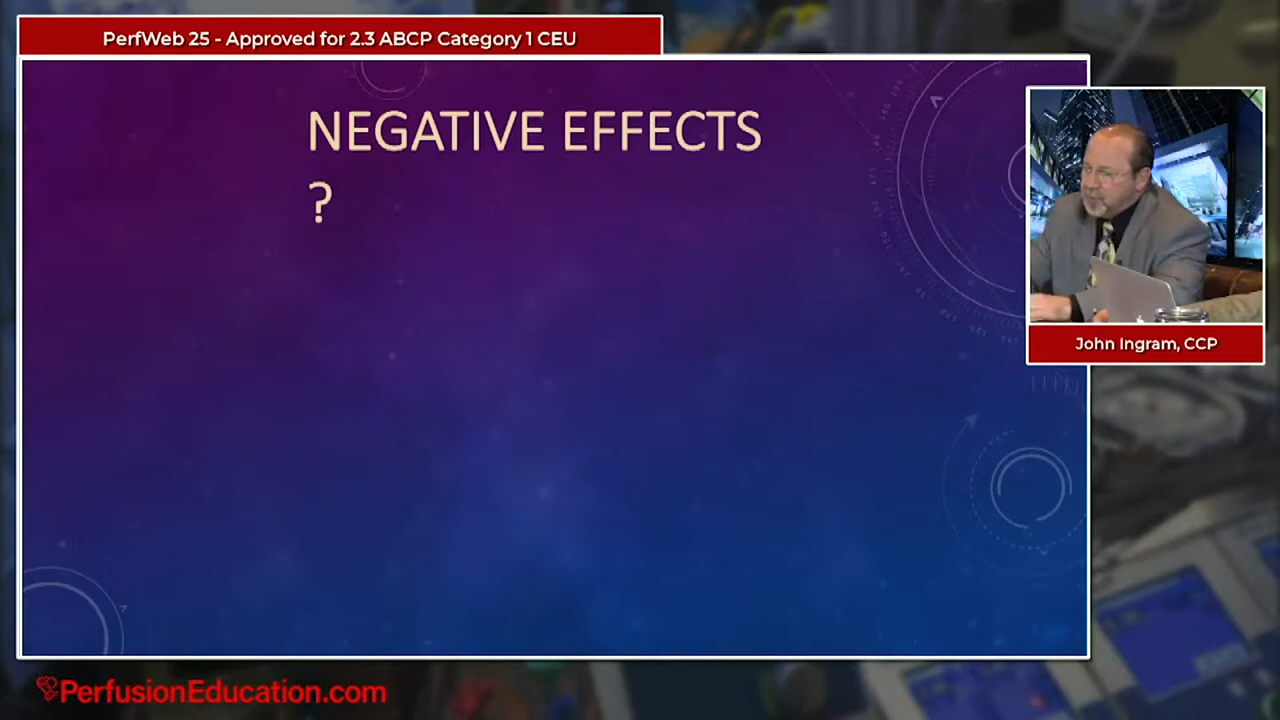 PerfWeb 25 - Approved for 2.3 ABCP Category 1 CEU
NEGATIVE EFFECTS
?
John Ingram, CCP
PerfusionEducation.com